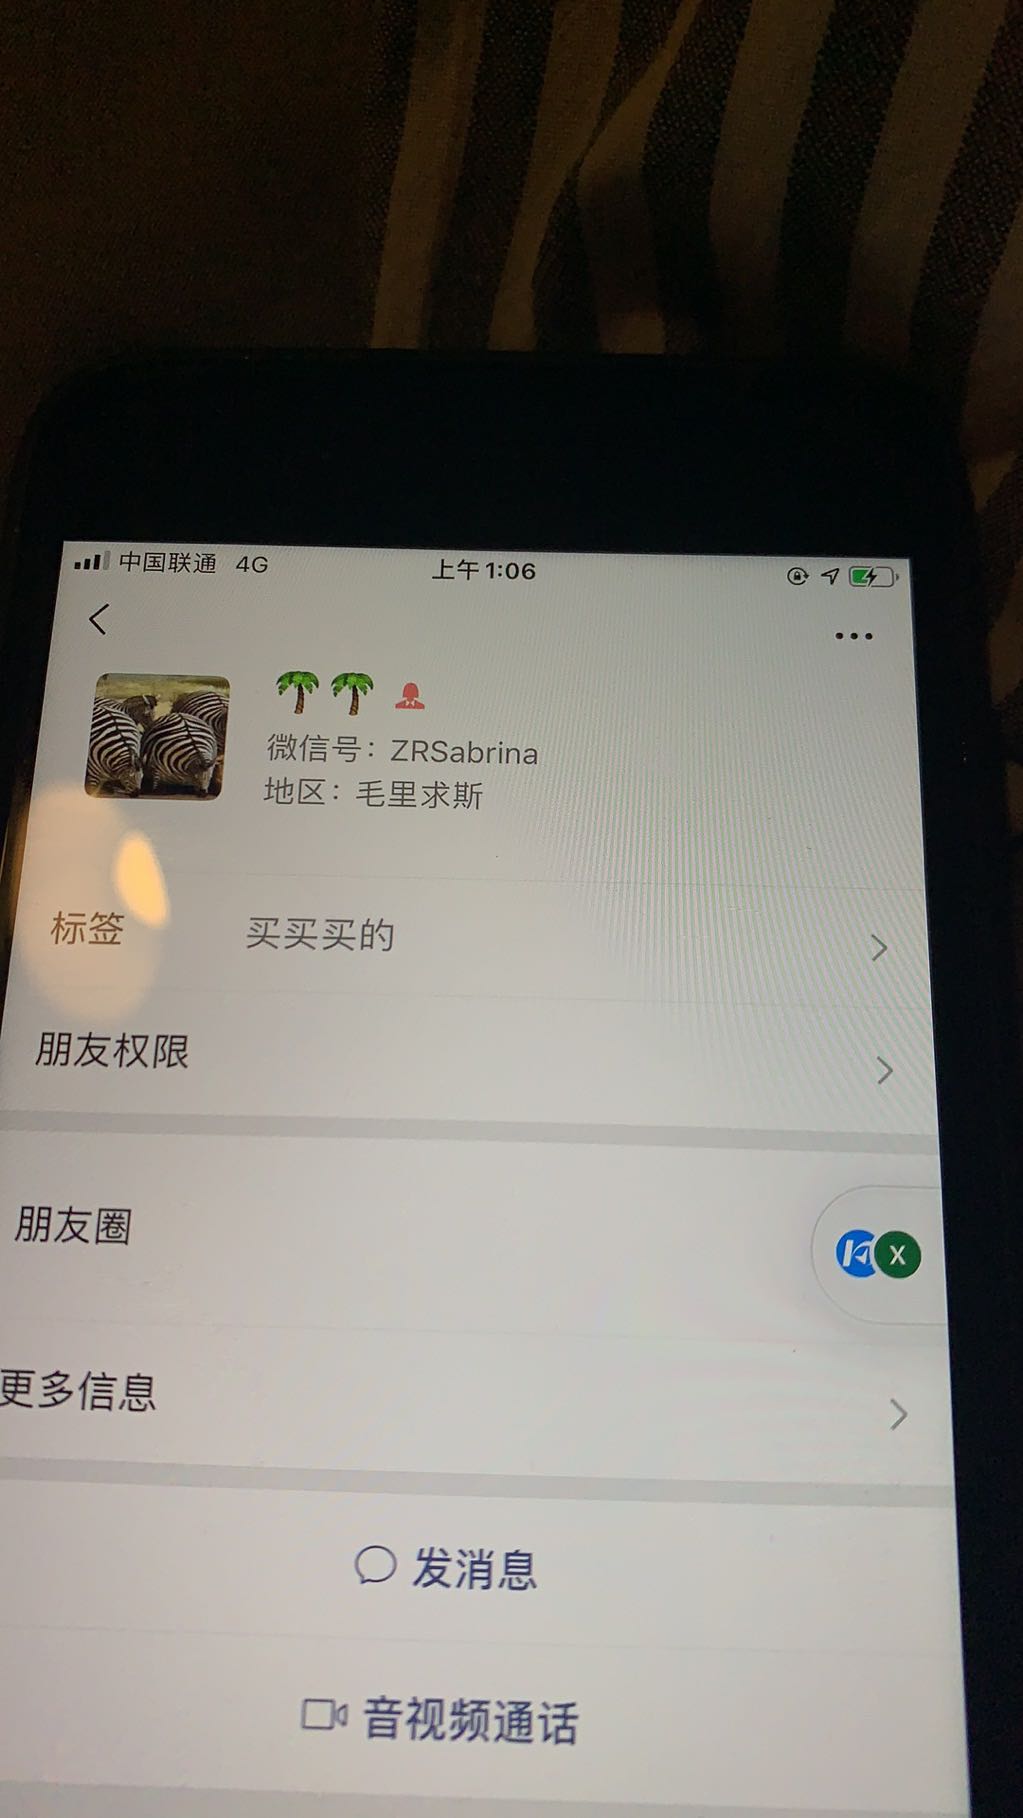 中国联通 4G 上午1:06
🌴🌴
微信号：ZRSabrina
地区：毛里求斯
标签 买买买的
朋友权限
朋友圈
X
更多信息
发消息
音视频通话